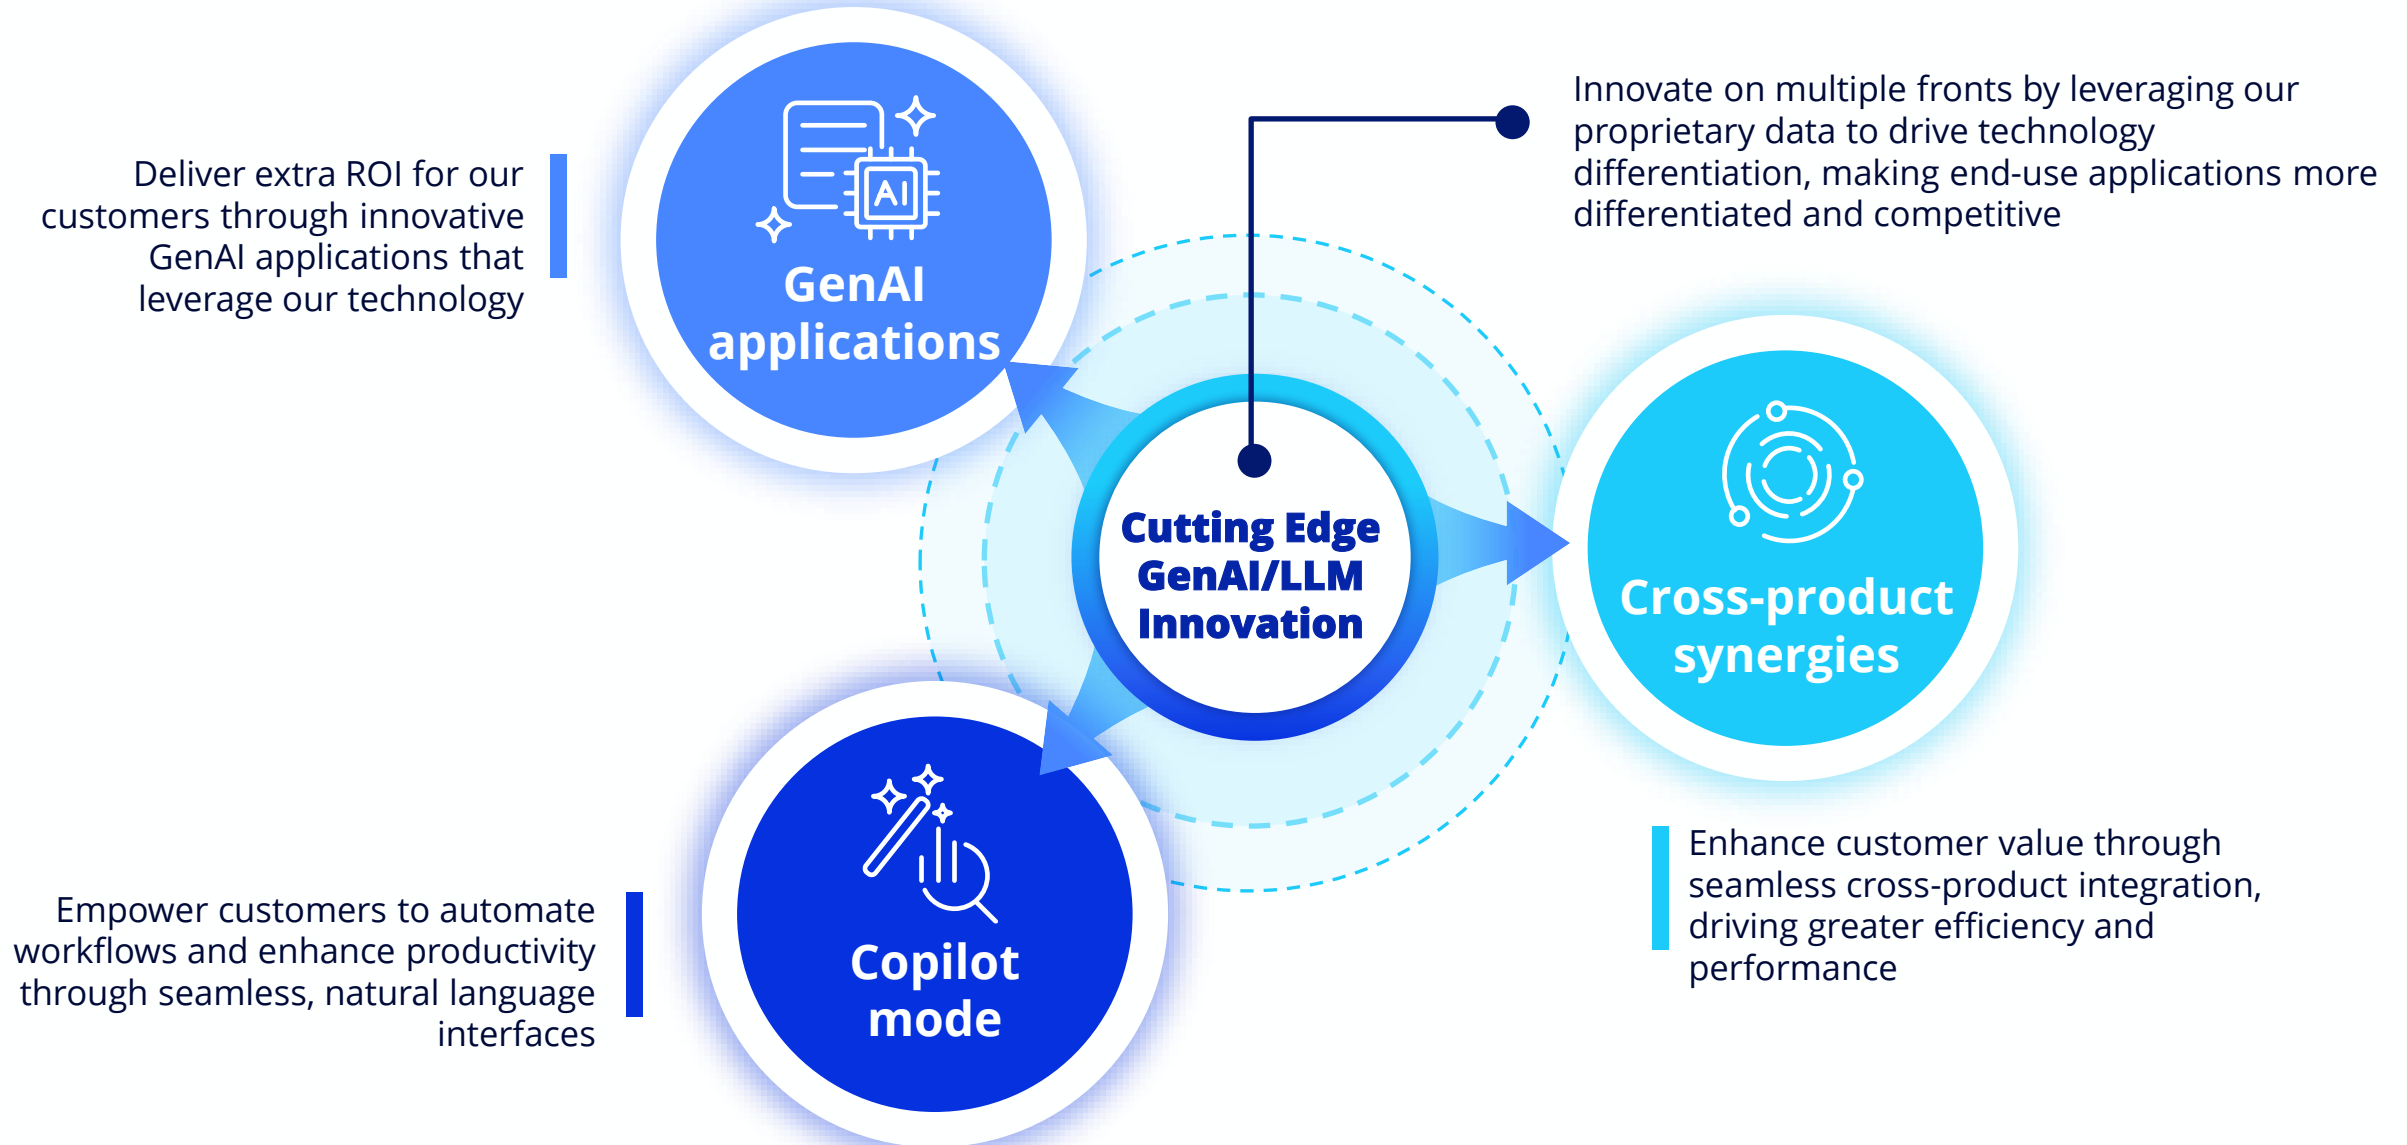 Deliver extra ROI for our
customers through innovative
GenAI applications that
leverage our technology
AI
GenAI
applications
Innovate on multiple fronts by leveraging our
proprietary data to drive technology
differentiation, making end-use applications more
differentiated and competitive
Cutting Edge
GenAI/LLM
Innovation
Cross-product
synergies
Enhance customer value through
seamless cross-product integration,
driving greater efficiency and
performance
Empower customers to automate
workflows and enhance productivity
through seamless, natural language
interfaces
Copilot
mode